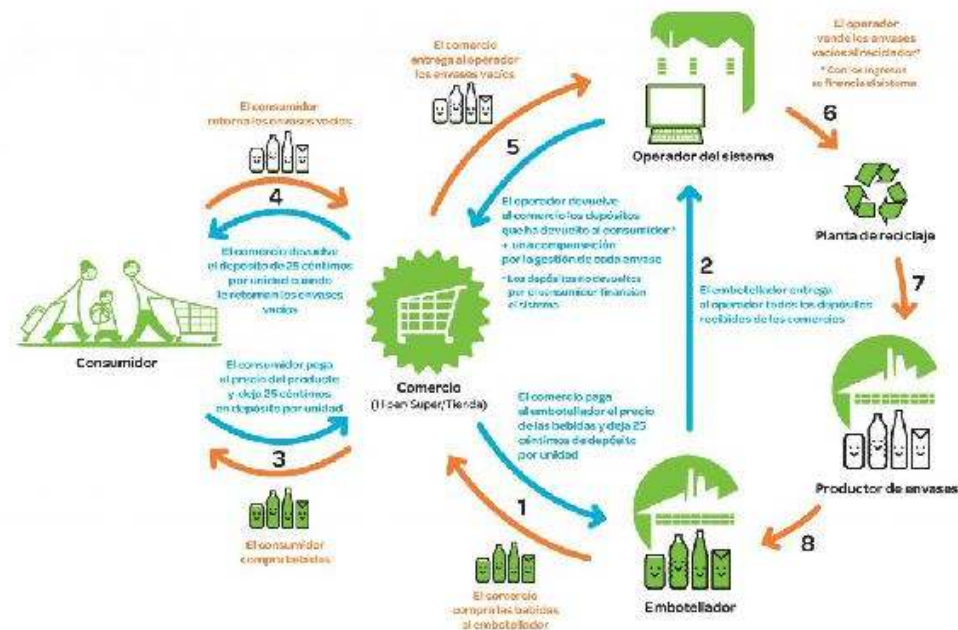 El operador
vende los envases
vacíos al reciclador*
* Con los ingresos
se financia el sistema
El comercio
entrega al operador
los envases vacíos
El consumidor
retorna los envases vacíos
6
5
4
Operador del sistema
El operador devuelve
al comercio los depósitos
que ha devuelto al consumidor*
+ una compensación
por la gestión de cada envase
*Los depósitos no devueltos
por el consumidor financian
el sistema
Planta de reciclaje
El comercio devuelve
el depósito de 25 céntimos
por unidad cuando
le retornan los envases
vacíos
2
El embotellador entrega
al operador todos los depósitos
recibidos de los comercios
7
Consumidor
El consumidor paga
el precio del producto
y deja 25 céntimos
en depósito por unidad
Comercio
(Hiper/Super/Tienda)
El comercio paga
al embotellador el precio
de las bebidas y deja 25
céntimos de depósito
por unidad
3
Productor de envases
1
8
El consumidor
compra bebidas
El comercio
compra las bebidas
al embotellador
Embotellador